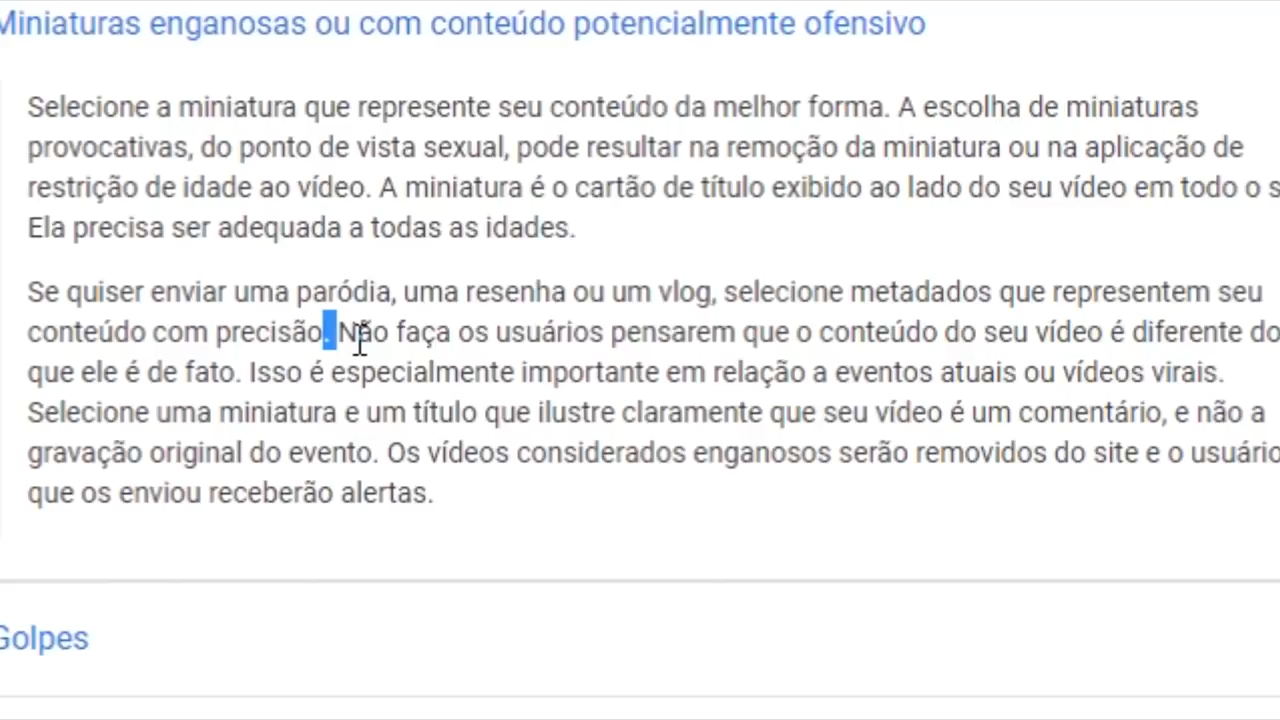 Miniaturas enganosas ou com conteúdo potencialmente ofensivo
Selecione a miniatura que represente seu conteúdo da melhor forma. A escolha de miniaturas
provocativas, do ponto de vista sexual, pode resultar na remoção da miniatura ou na aplicação de
restrição de idade ao vídeo. A miniatura é o cartão de título exibido ao lado do seu vídeo em todo o s
Ela precisa ser adequada a todas as idades.
Se quiser enviar uma paródia, uma resenha ou um vlog, selecione metadados que representem seu
conteúdo com precisão. Não faça os usuários pensarem que o conteúdo do seu vídeo é diferente do
que ele é de fato. Isso é especialmente importante em relação a eventos atuais ou vídeos virais.
Selecione uma miniatura e um título que ilustre claramente que seu vídeo é um comentário, e não a
gravação original do evento. Os vídeos considerados enganosos serão removidos do site e o usuário
que os enviou receberão alertas.
Golpes